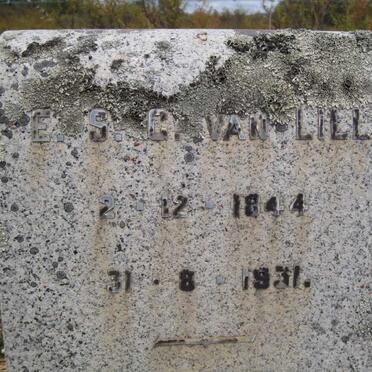 E. S. C. VAN LILL
2 · 12 · 1844
31 · 8 · 1931.